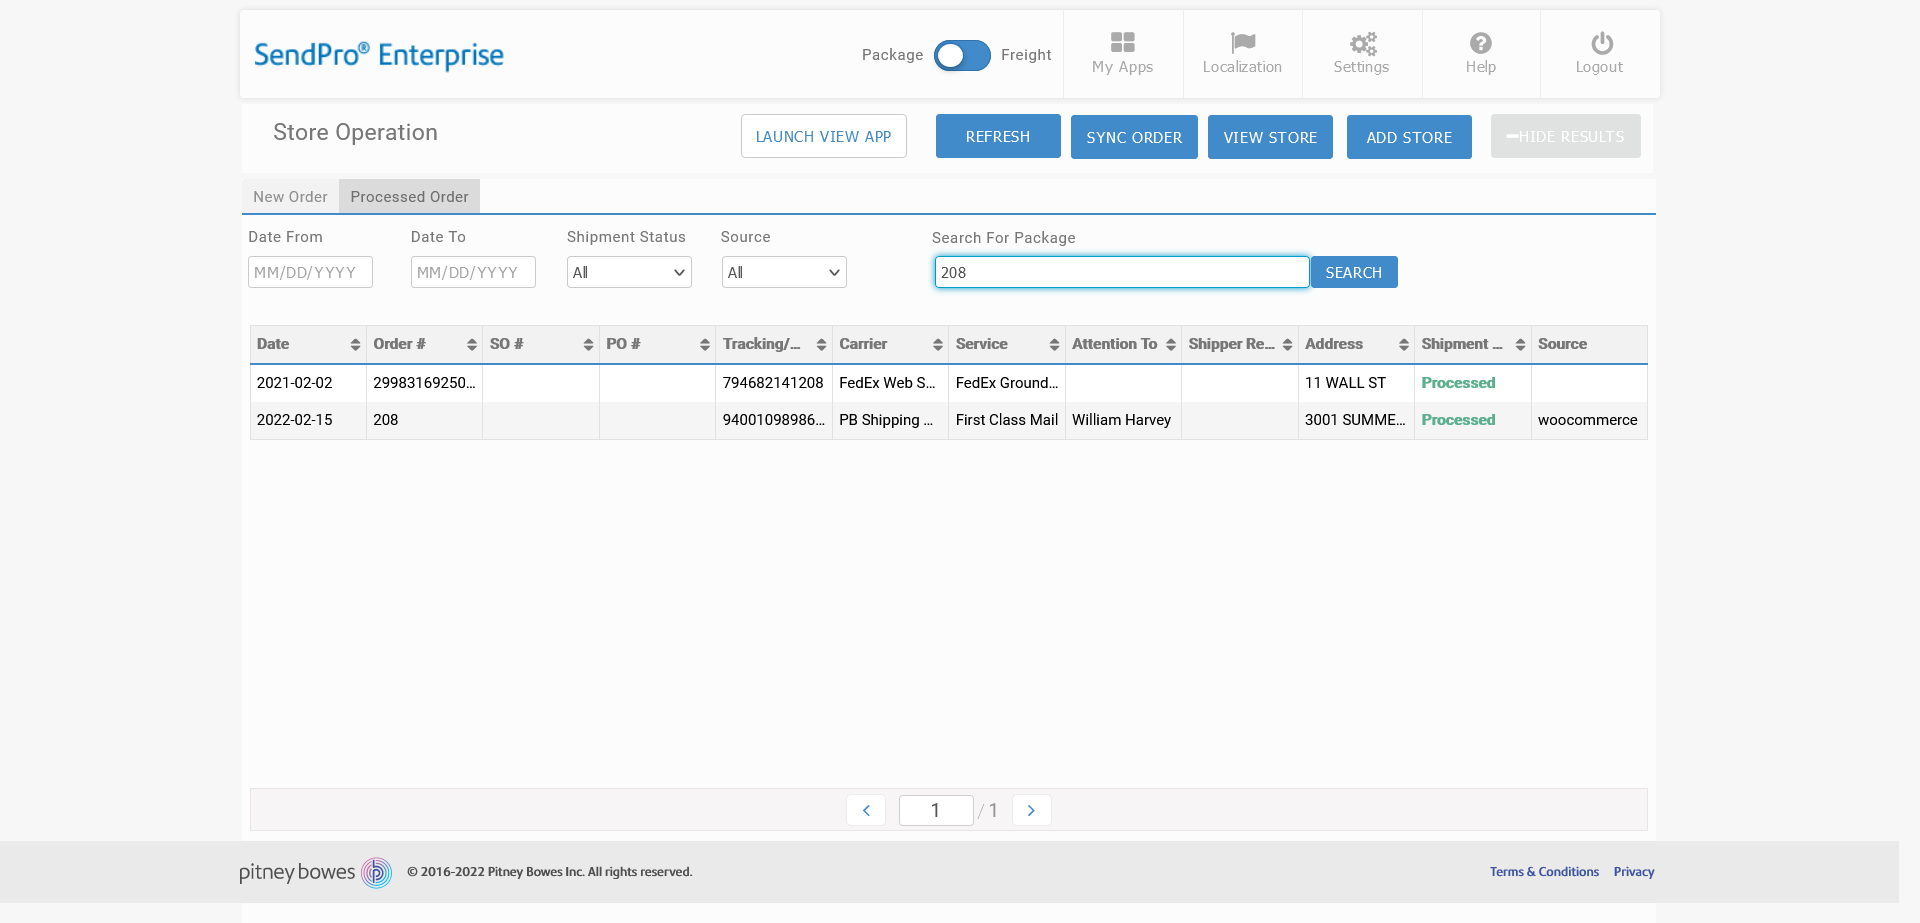 SendPro® Enterprise
Package Freight
My Apps
Localization
Settings
Help
Logout
Store Operation
LAUNCH VIEW APP
REFRESH
SYNC ORDER
VIEW STORE
ADD STORE
HIDE RESULTS
New Order Processed Order
Date From Date To Shipment Status Source Search For Package
MM/DD/YYYY MM/DD/YYYY All All 208 SEARCH
Date Order # SO # PO # Tracking/... Carrier Service Attention To Shipper Re... Address Shipment ... Source
2021-02-02 29983169250... 794682141208 FedEx Web S... FedEx Ground... 11 WALL ST Processed
2022-02-15 208 94001098986... PB Shipping ... First Class Mail William Harvey 3001 SUMME... Processed woocommerce
1 / 1
pitney bowes © 2016-2022 Pitney Bowes Inc. All rights reserved. Terms & Conditions Privacy